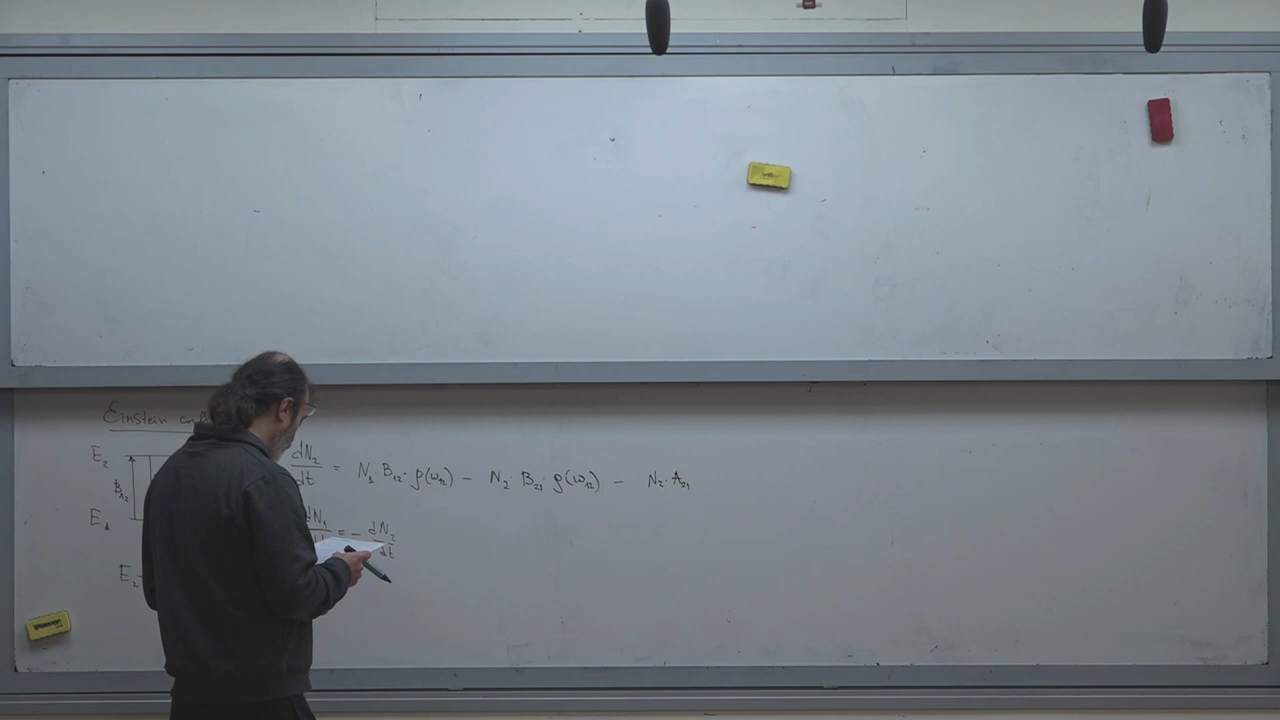 Einstein
E₂
dN₂/dt = N₁ B₁₂·ρ(ω₁₂) − N₂·B₂₁·ρ(ω₁₂) − N₂·A₂₁
B₁₂
E₁
dN₁/dt = − dN₂/dt
E₂-